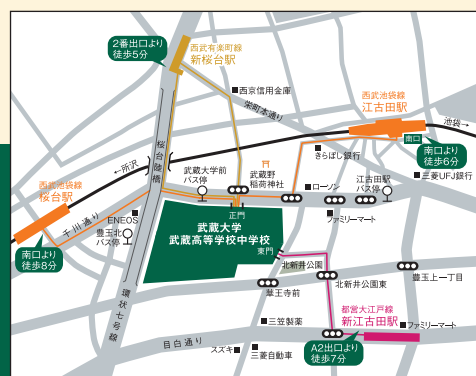 2番出口より
徒歩5分
西武有楽町線
新桜台駅
西京信用金庫
栄町本通り
西武池袋線
江古田駅
池袋→
南口
南口より
徒歩6分
三菱UFJ銀行
きらぼし銀行
←所沢
桜台陸橋
武蔵大学前
バス停
武蔵野
稲荷神社
ローソン
江古田駅
バス停
ファミリーマート
西武池袋線
桜台駅
千川通り
ENEOS
豊玉北
バス停
南口より
徒歩8分
正門
武蔵大学
武蔵高等学校中学校
東門
北新井公園
北新井公園東
豊玉上一丁目
翠王寺前
環状七号線
都営大江戸線
新江古田駅
ファミリーマート
A2出口より
徒歩7分
三笠製薬
目白通り
スズキ
三菱自動車